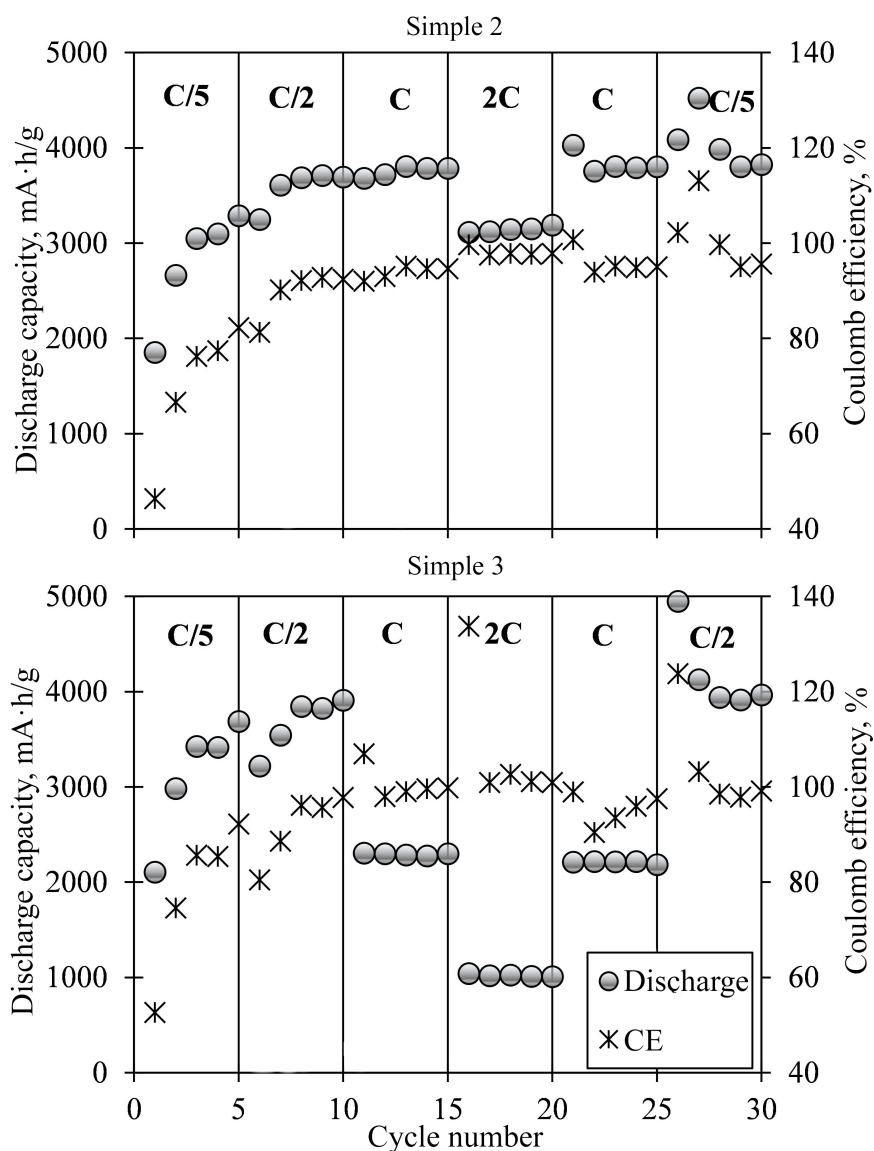 Simple 2
5000
4000
3000
2000
1000
0
Discharge capacity, mA·h/g
C/5
C/2
C
2C
C
C/5
140
120
100
80
60
40
Coulomb efficiency, %
Simple 3
5000
4000
3000
2000
1000
0
Discharge capacity, mA·h/g
C/5
C/2
C
2C
C
C/2
140
120
100
80
60
40
Coulomb efficiency, %
Discharge
CE
0 5 10 15 20 25 30
Cycle number